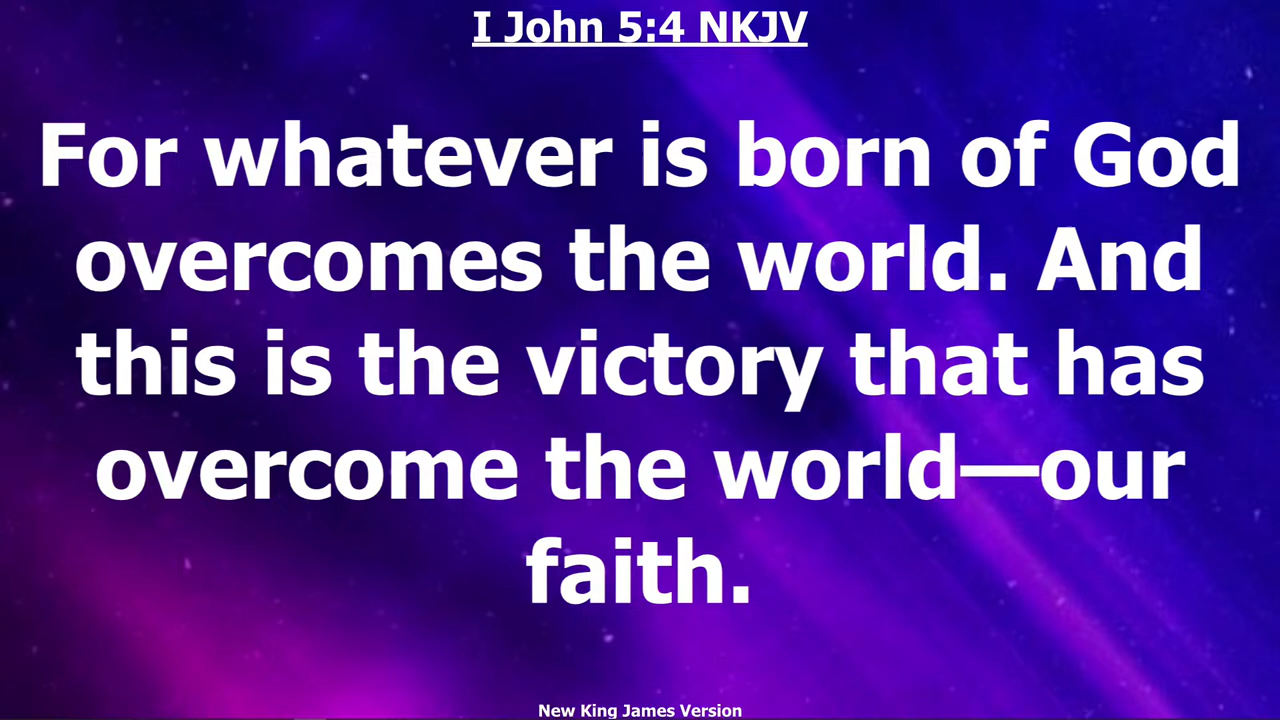 I John 5:4 NKJV
For whatever is born of God
overcomes the world. And
this is the victory that has
overcome the world—our
faith.
New King James Version